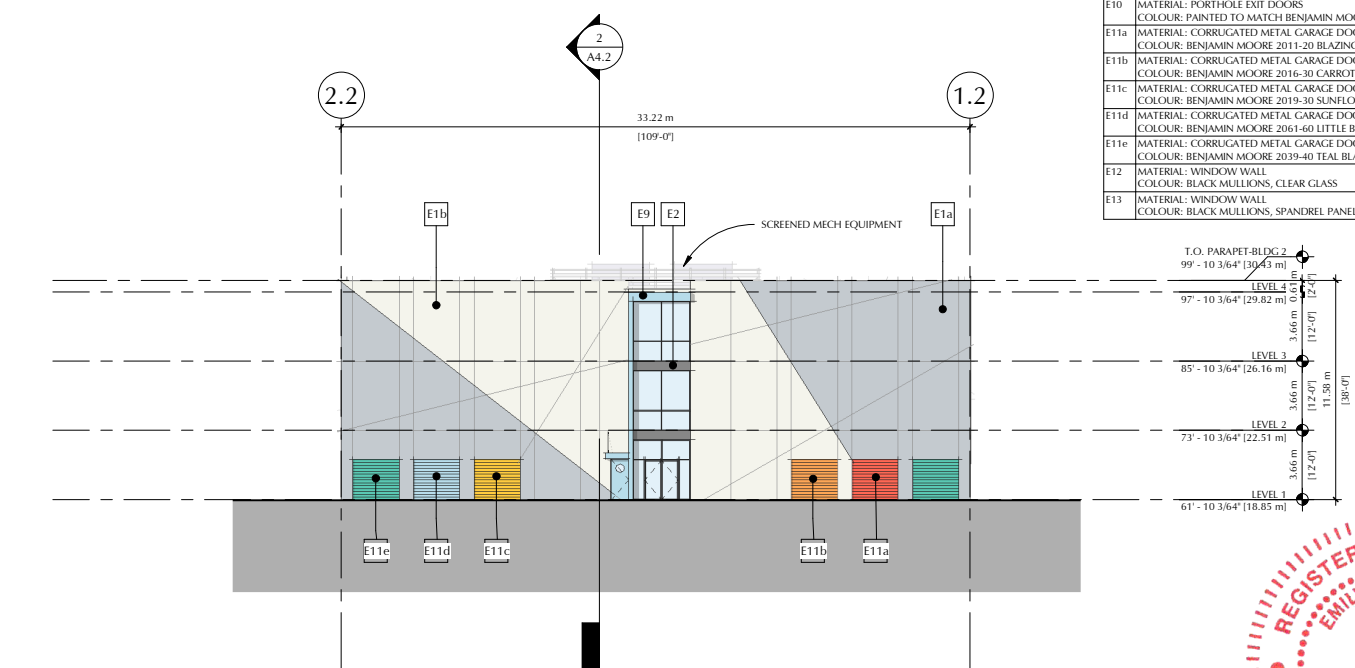 E10 MATERIAL: PORTHOLE EXIT DOORS
COLOUR: PAINTED TO MATCH BENJAMIN
E11a MATERIAL: CORRUGATED METAL GARAGE
COLOUR: BENJAMIN MOORE 2011-20 BLAZING
E11b MATERIAL: CORRUGATED METAL GARAGE
COLOUR: BENJAMIN MOORE 2016-30 CARROT
E11c MATERIAL: CORRUGATED METAL GARAGE
COLOUR: BENJAMIN MOORE 2019-30
E11d MATERIAL: CORRUGATED METAL GARAGE
COLOUR: BENJAMIN MOORE 2061-60 LITTLE
E11e MATERIAL: CORRUGATED METAL GARAGE
COLOUR: BENJAMIN MOORE 2039-40 TEAL
E12 MATERIAL: WINDOW WALL
COLOUR: BLACK MULLIONS, CLEAR GLASS
E13 MATERIAL: WINDOW WALL
COLOUR: BLACK MULLIONS, SPANDREL
2
A4.2
2.2
1.2
33.22 m
[109'-0"]
E1b
E9
E2
E1a
SCREENED MECH EQUIPMENT
T.O. PARAPET-BLDG 2
99' - 10 3/64" [30.43 m]
LEVEL 4
97' - 10 3/64" [29.82 m]
0.61 m
[2'-0"]
3.66 m
[12'-0"]
LEVEL 3
85' - 10 3/64" [26.16 m]
3.66 m
[12'-0"]
11.58 m
[38'-0"]
LEVEL 2
73' - 10 3/64" [22.51 m]
3.66 m
[12'-0"]
LEVEL 1
61' - 10 3/64" [18.85 m]
E11e
E11d
E11c
E11b
E11a